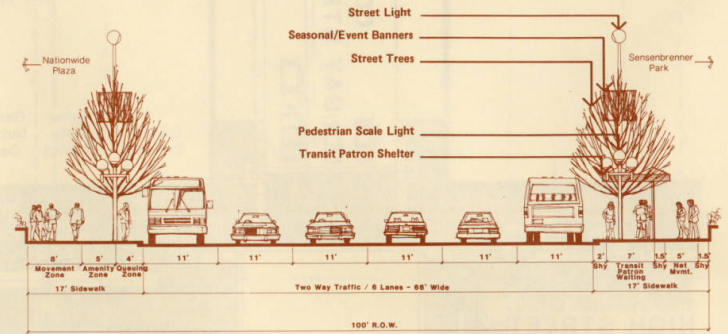 Street Light
Seasonal/Event Banners
Street Trees
Nationwide
Plaza
Sensenbrenner
Park
Pedestrian Scale Light
Transit Patron Shelter
8' 5' 4' 11' 11' 11' 11' 11' 11' 2' 7' 1.5' 5' 1.5'
Movement
Zone
Amenity
Zone
Queuing
Zone
Shy
Transit
Patron
Waiting
Shy
Net
Mvmt.
Shy
17' Sidewalk
Two Way Traffic / 6 Lanes - 66' Wide
17' Sidewalk
100' R.O.W.